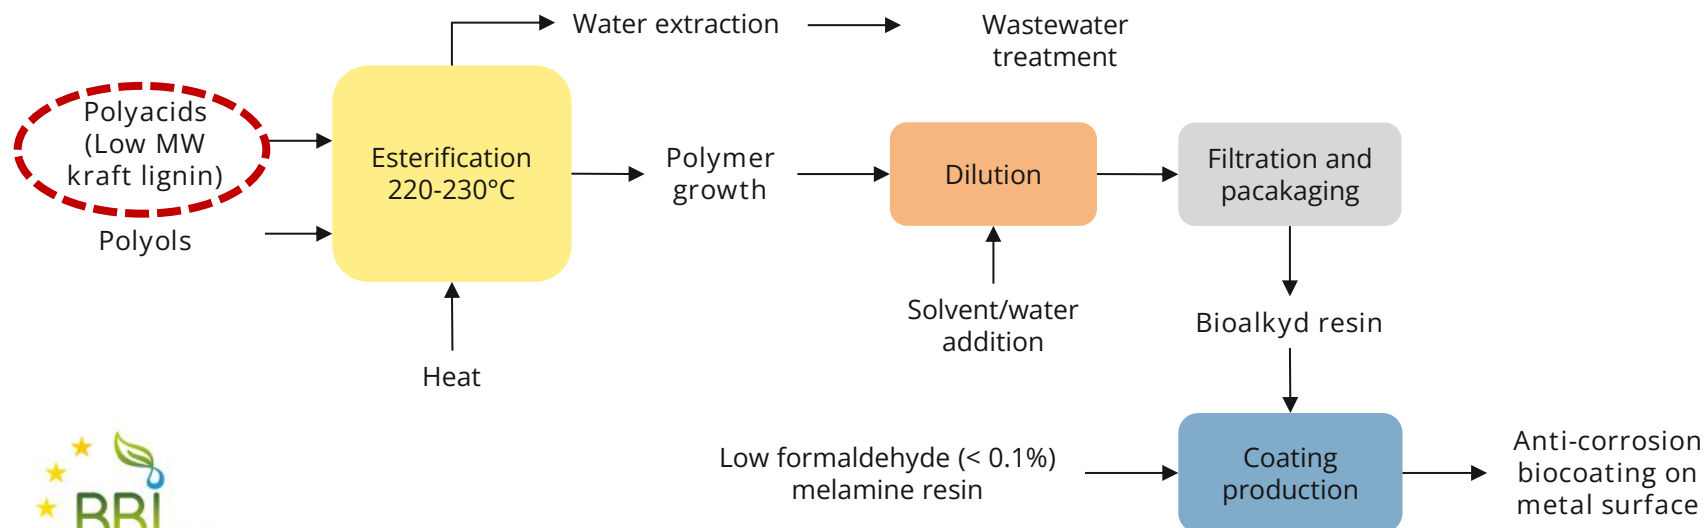 Water extraction
Wastewater
treatment
Polyacids
(Low MW
kraft lignin)
Polyols
Esterification
220-230°C
Heat
Polymer
growth
Dilution
Solvent/water
addition
Filtration and
pacakaging
Bioalkyd resin
Low formaldehyde (< 0.1%)
melamine resin
Coating
production
Anti-corrosion
biocoating on
metal surface
BBI